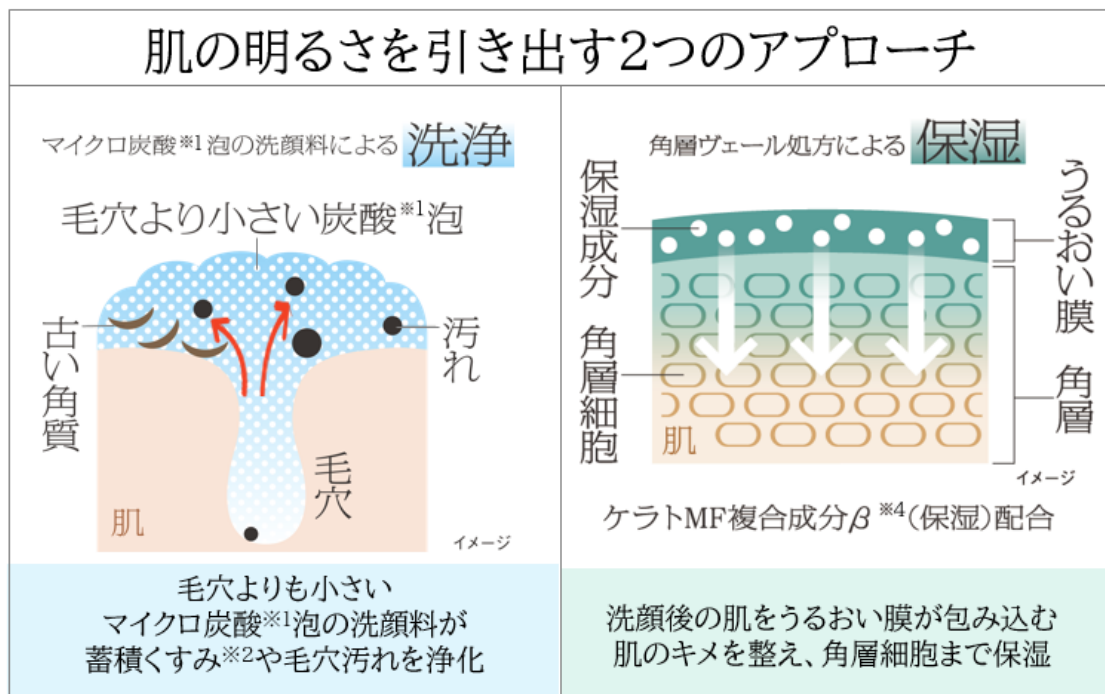 肌の明るさを引き出す2つのアプローチ
マイクロ炭酸※1泡の洗顔料による 洗浄
毛穴より小さい炭酸※1泡
古い角質
汚れ
毛穴
肌
イメージ
毛穴よりも小さい
マイクロ炭酸※1泡の洗顔料が
蓄積くすみ※2や毛穴汚れを浄化
角層ヴェール処方による 保湿
保湿成分
うるおい膜
角層細胞
角層
肌
イメージ
ケラトMF複合成分β※4(保湿)配合
洗顔後の肌をうるおい膜が包み込む
肌のキメを整え、角層細胞まで保湿